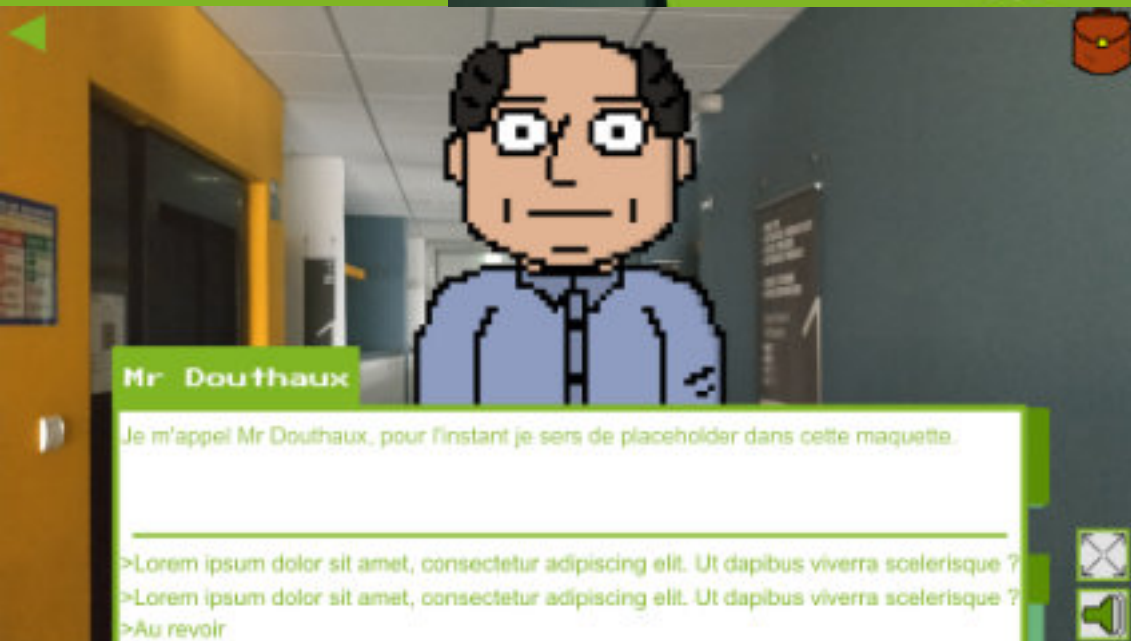 Mr Douthaux
Je m'appel Mr Douthaux, pour l'instant je sers de placeholder dans cette maquette.
>Lorem ipsum dolor sit amet, consectetur adipiscing elit. Ut dapibus viverra scelerisque ?
>Lorem ipsum dolor sit amet, consectetur adipiscing elit. Ut dapibus viverra scelerisque ?
>Au revoir